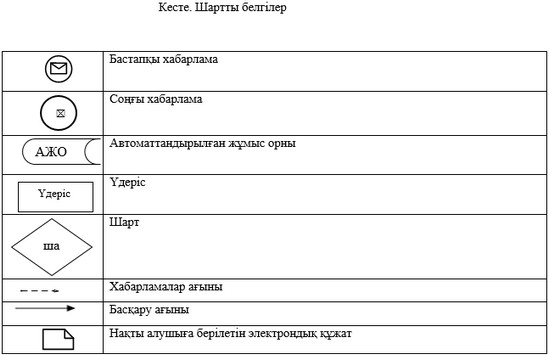 Кесте. Шартты белгілер
Бастапқы хабарлама
Соңғы хабарлама
АЖО Автоматтандырылған жұмыс орны
Үдеріс Үдеріс
ша Шарт
Хабарламалар ағыны
Басқару ағыны
Нақты алушыға берілетін электрондық құжат